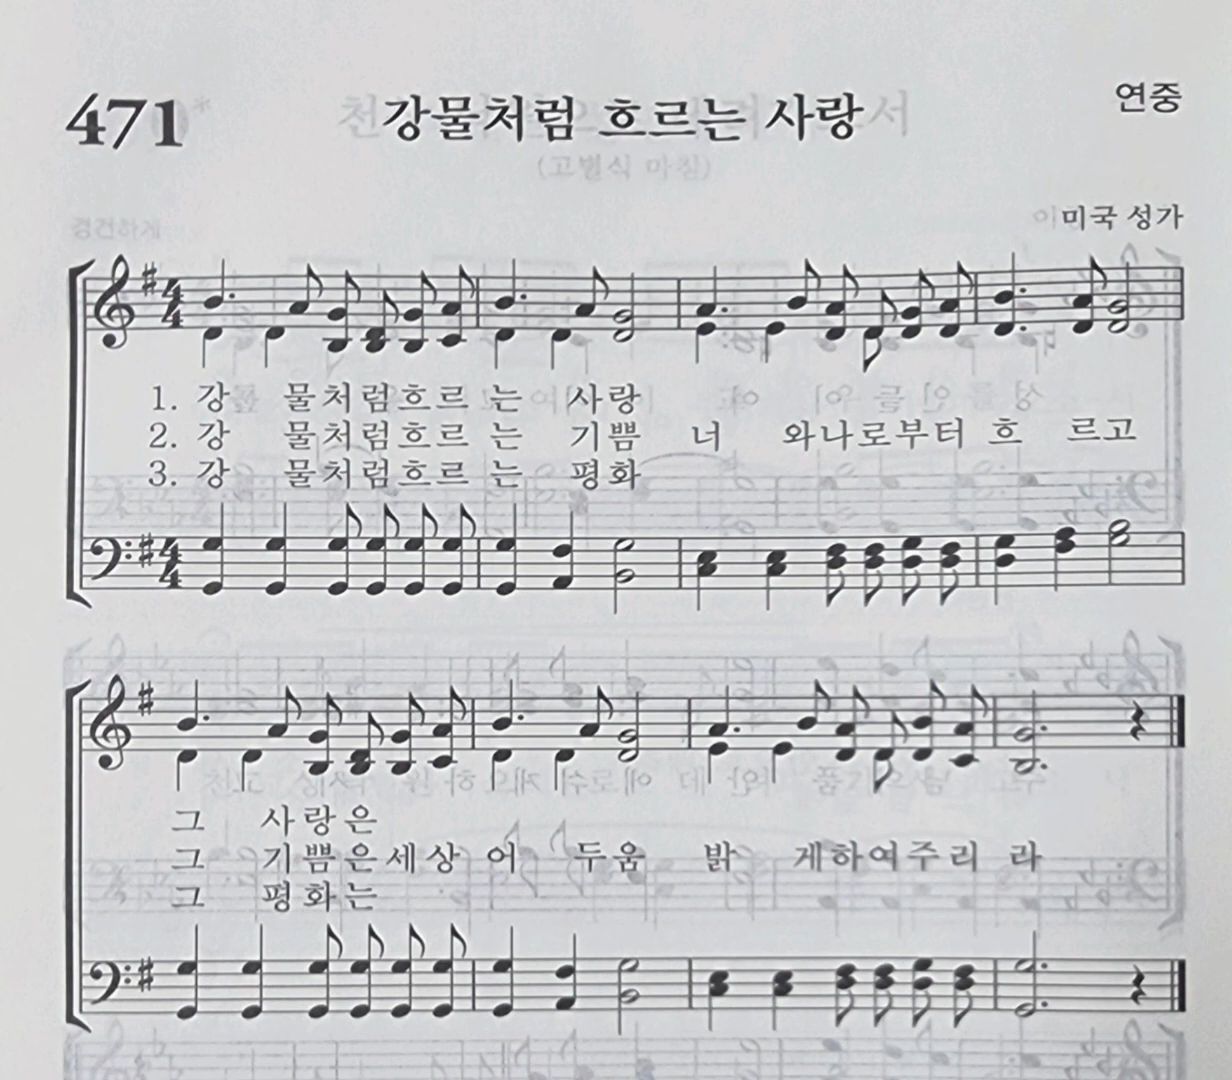 471
강물처럼 흐르는 사랑
연중
미국 성가
1. 강 물처럼흐르 는 사랑
2. 강 물처럼흐르 는 기쁨 너 와나로부터 흐 르고
3. 강 물처럼흐르 는 평화
그 사랑은
그 기쁨은세상 어 두움 밝 게하여주리 라
그 평화는